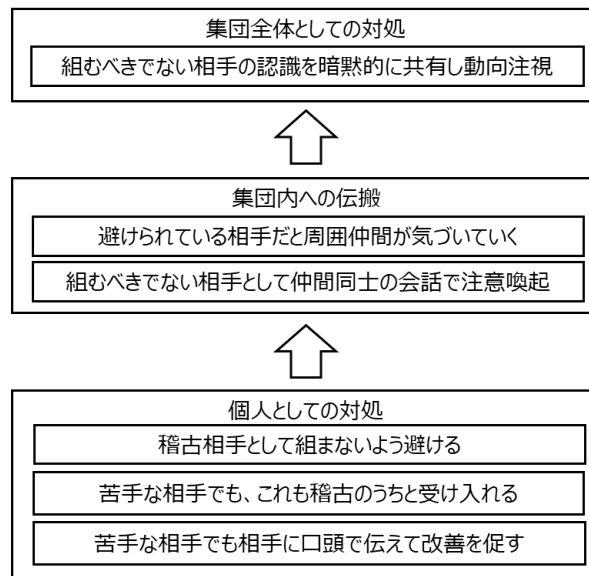 集団全体としての対処
組むべきでない相手の認識を暗黙的に共有し動向注視
集団内への伝搬
避けられている相手だと周囲仲間が気づいていく
組むべきでない相手として仲間同士の会話で注意喚起
個人としての対処
稽古相手として組まないよう避ける
苦手な相手でも、これも稽古のうちと受け入れる
苦手な相手でも相手に口頭で伝えて改善を促す